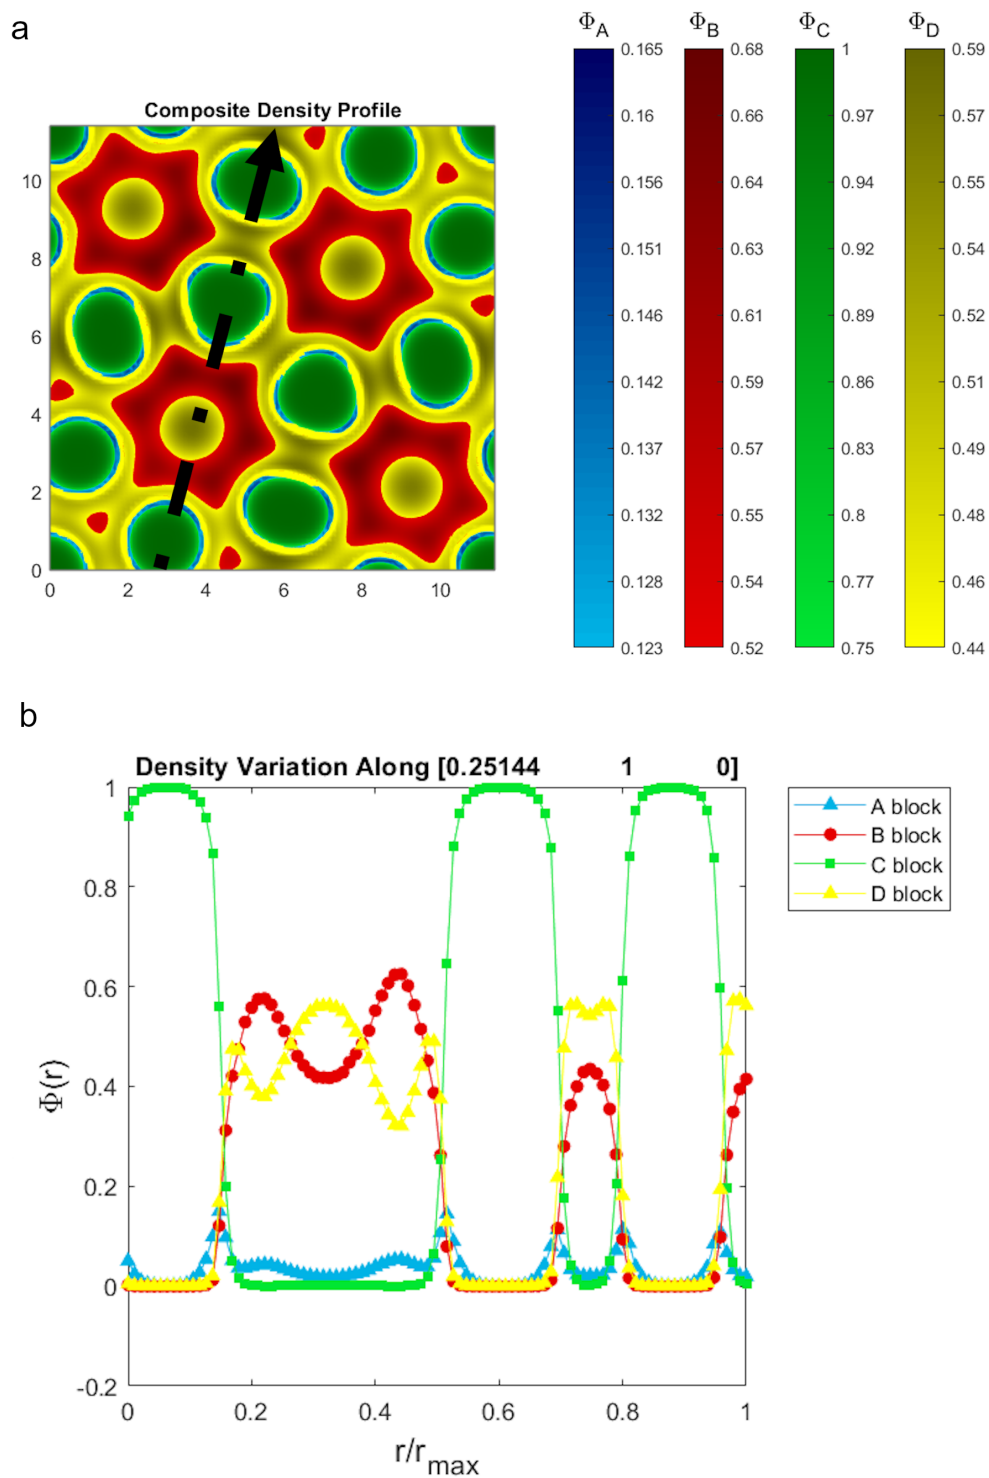 a
Φ_A Φ_B Φ_C Φ_D
Composite Density Profile
0.165 0.68 1 0.59
0.16 0.66 0.97 0.57
0.156 0.64 0.94 0.55
0.151 0.63 0.92 0.54
0.146 0.61 0.89 0.52
0.142 0.59 0.86 0.51
0.137 0.57 0.83 0.49
0.132 0.55 0.8 0.48
0.128 0.54 0.77 0.46
0.123 0.52 0.75 0.44
10
8
6
4
2
0
0 2 4 6 8 10
b
Density Variation Along [0.25144 1 0]
1
0.8
0.6
0.4
0.2
0
-0.2
Φ(r)
0 0.2 0.4 0.6 0.8 1
r/r_max
A block
B block
C block
D block